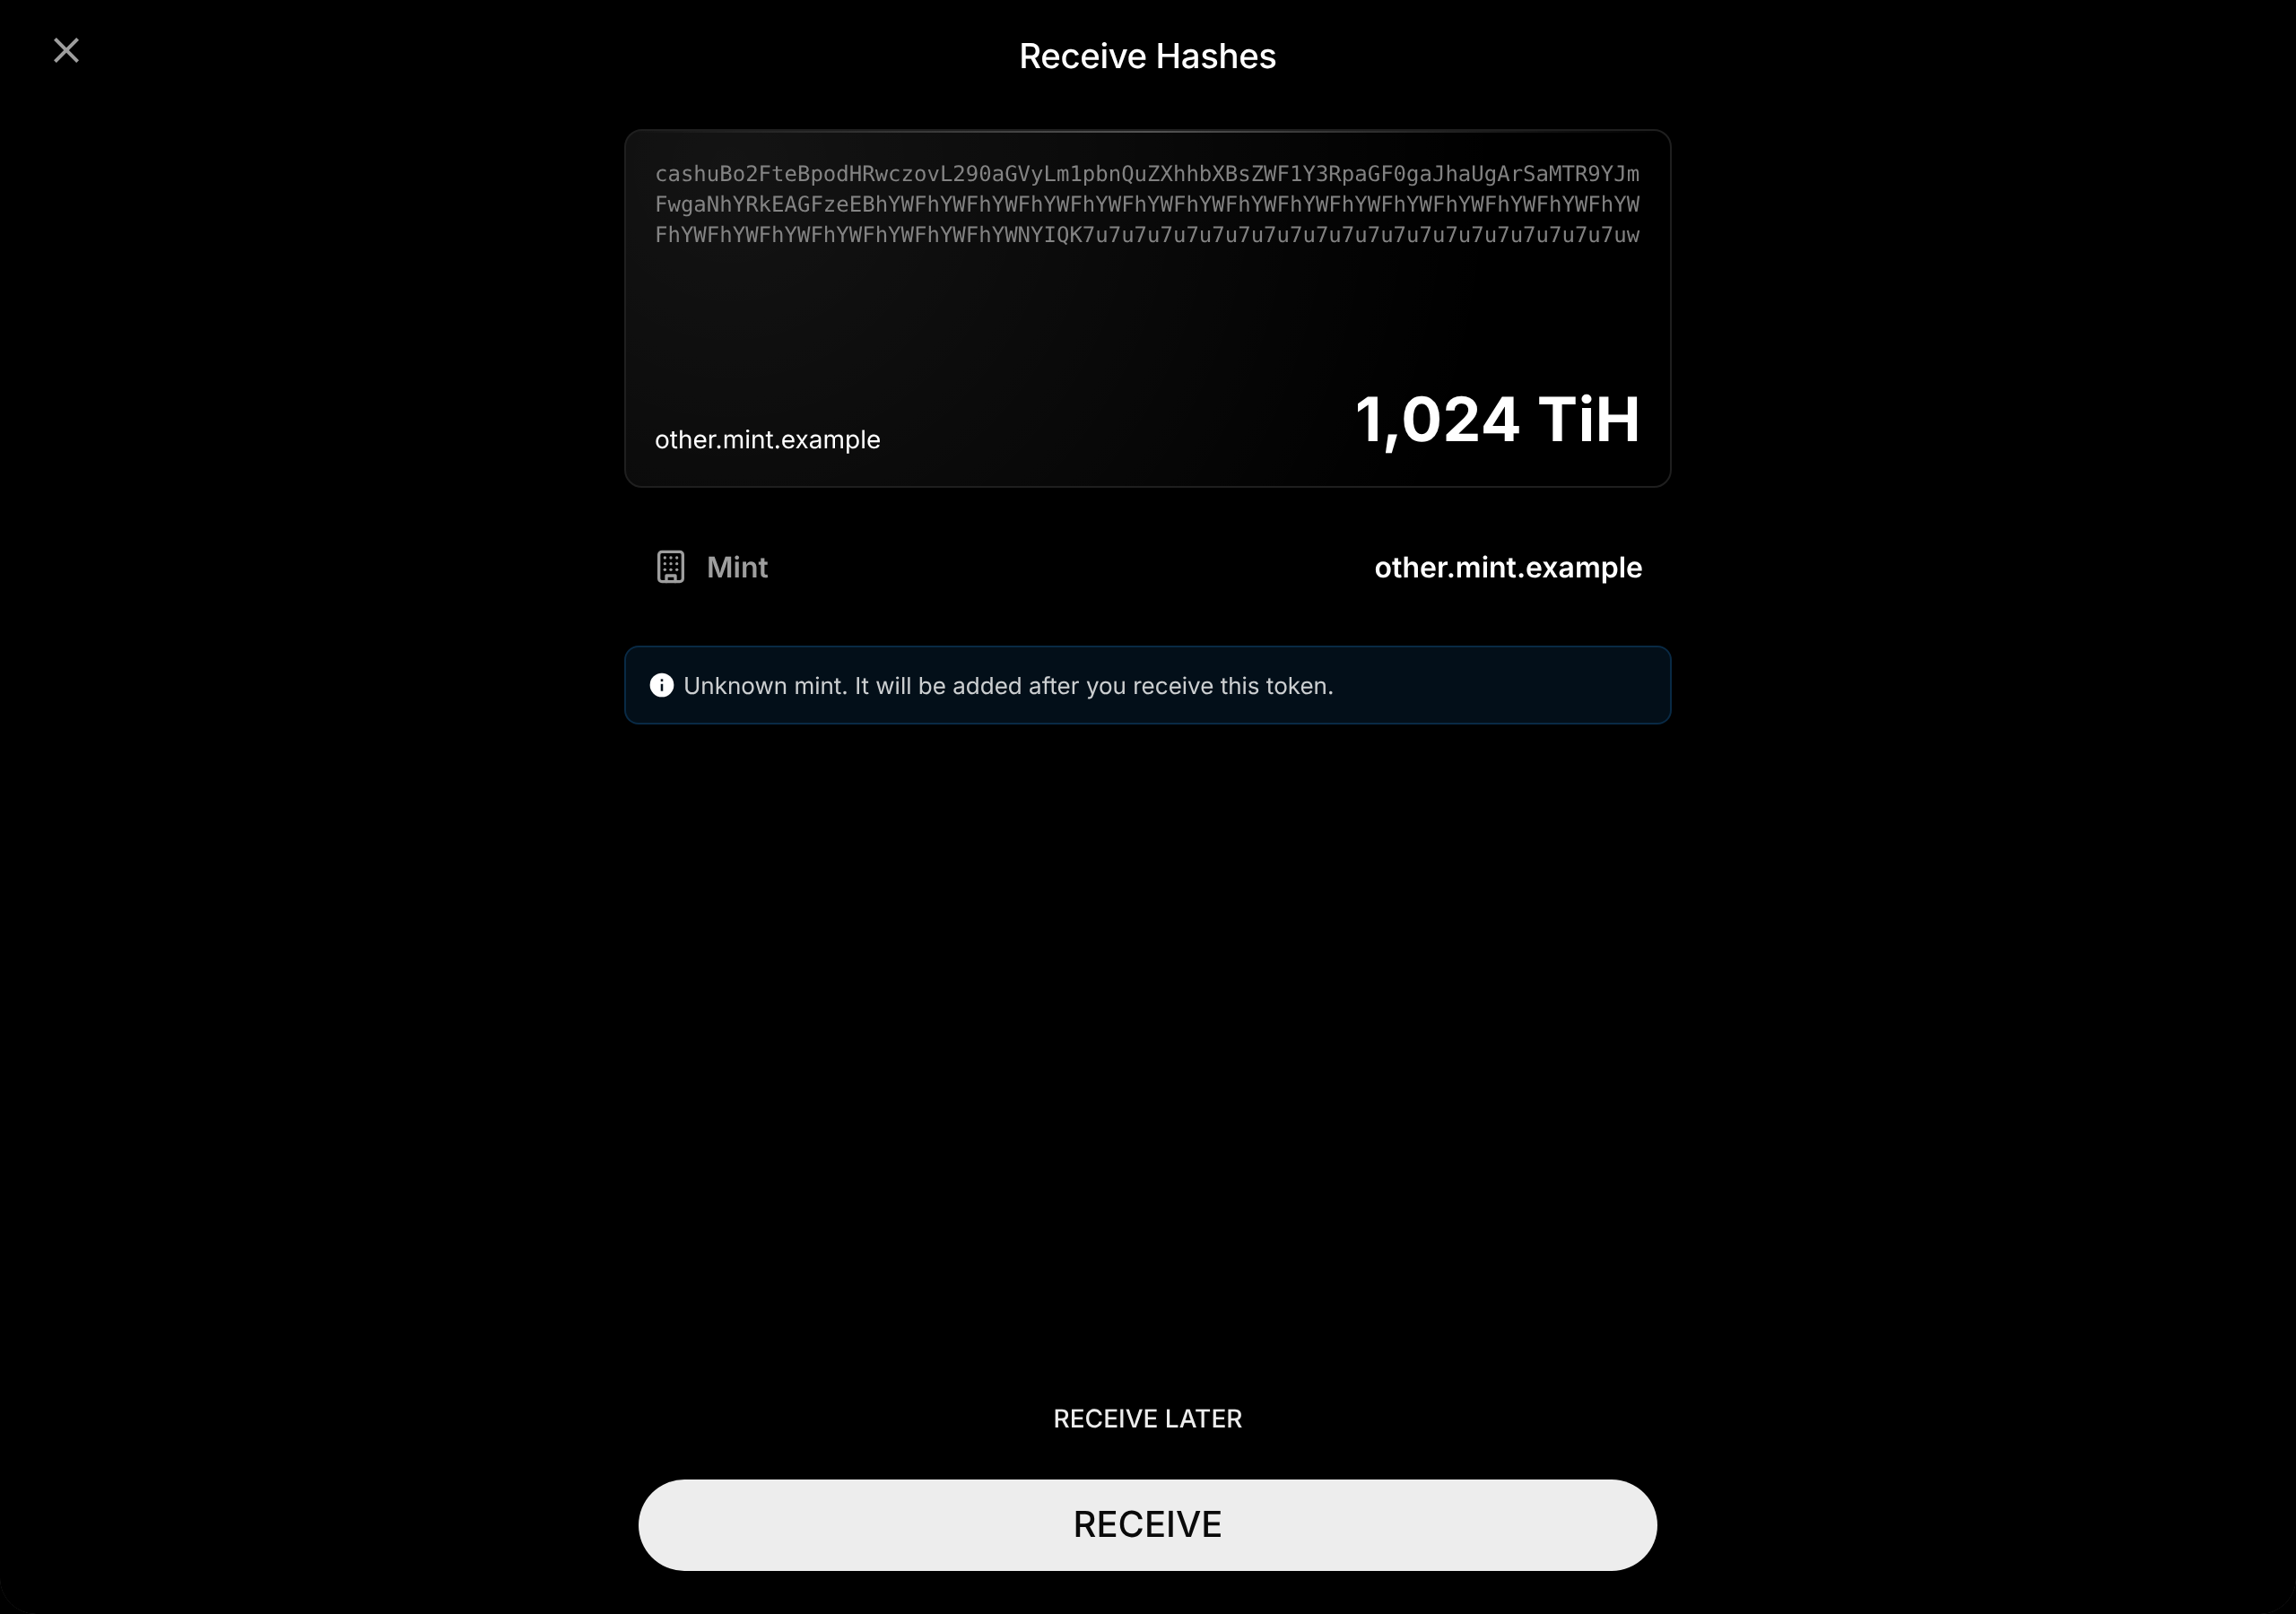 Receive Hashes
cashuBo2FteBpodHRwczovL290aGVyLm1pbnQuZXhhbXBsZWF1Y3RpaGF0gaJhaUgArSaMTR9YJm
FwgaNhYRkEAGFzeEBhYWFhYWFhYWFhYWFhYWFhYWFhYWFhYWFhYWFhYWFhYWFhYWFhYWFhYWFhYW
FhYWFhYWFhYWFhYWFhYWFhYWFhYWNYIQK7u7u7u7u7u7u7u7u7u7u7u7u7u7u7u7u7u7u7u7u7uw
other.mint.example
1,024 TiH
Mint
other.mint.example
Unknown mint. It will be added after you receive this token.
RECEIVE LATER
RECEIVE